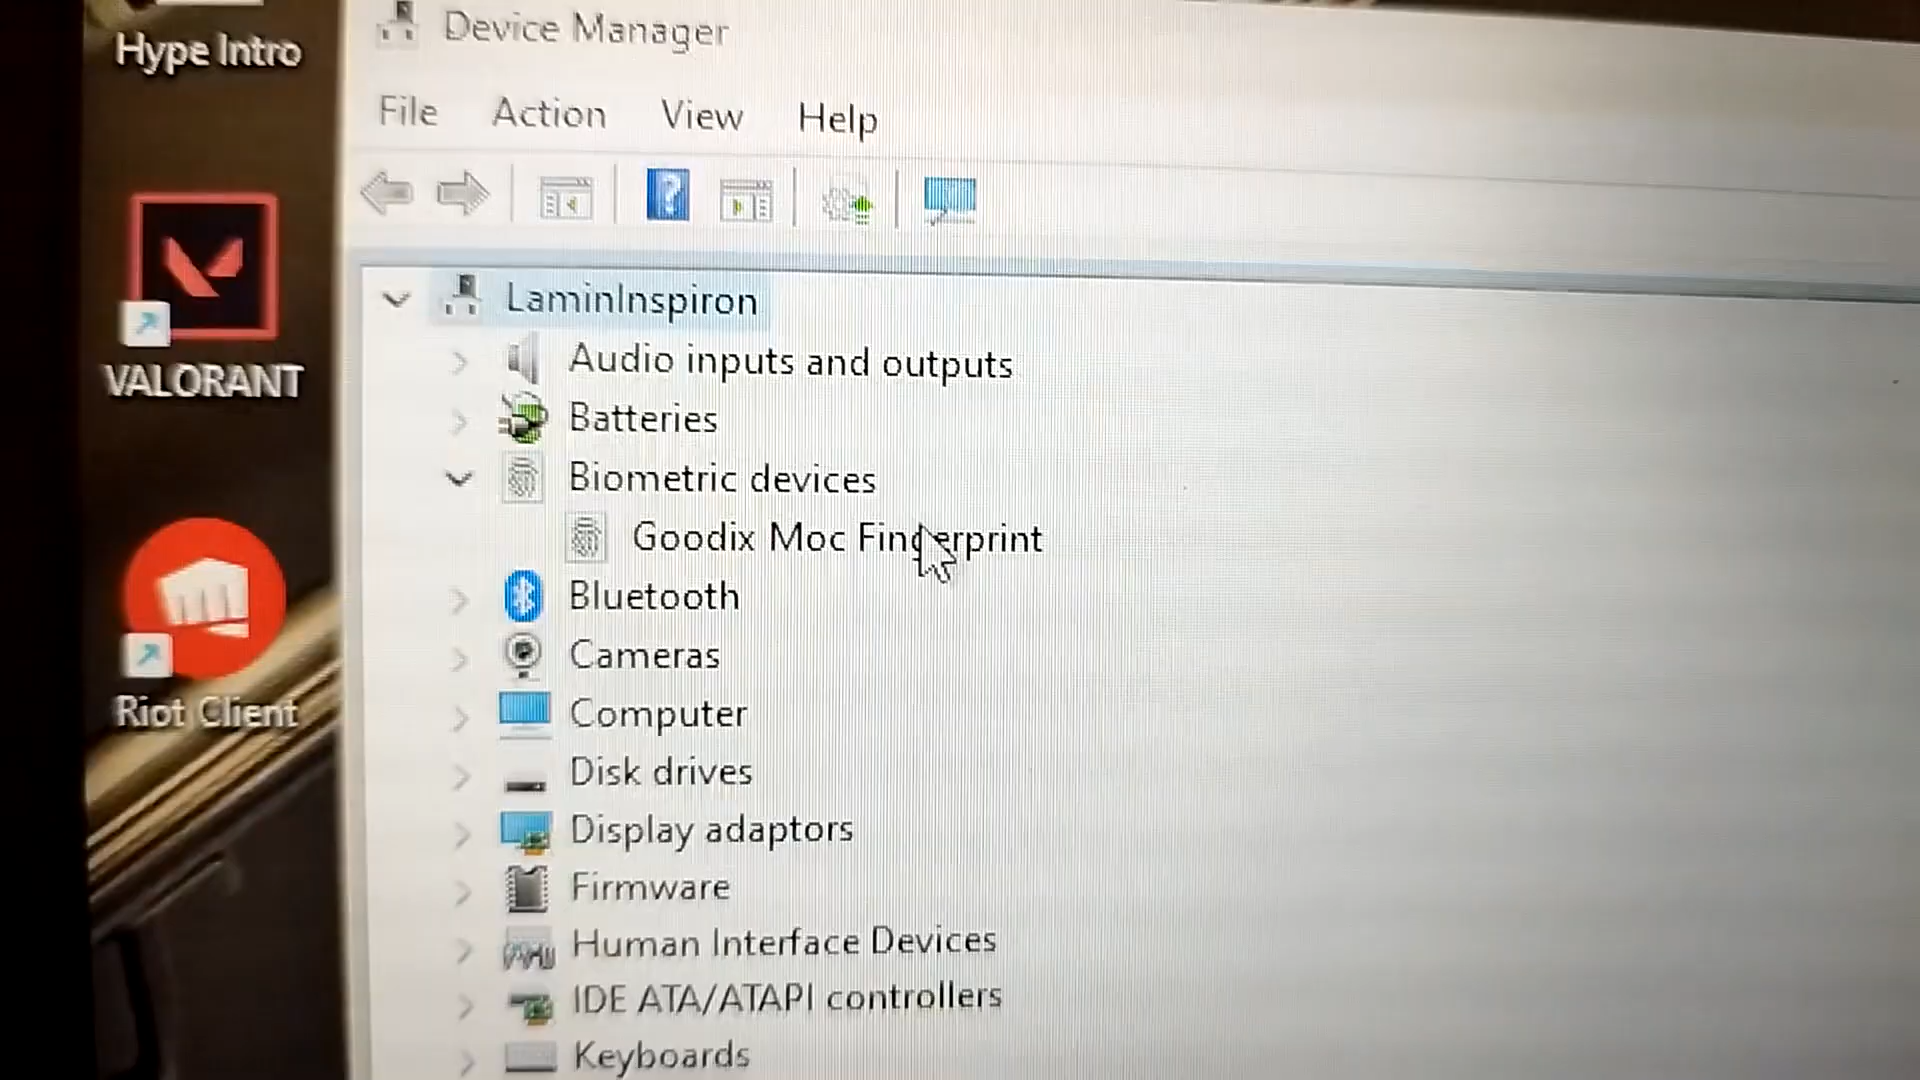 Hype Intro
Device Manager
File Action View Help
VALORANT
Riot Client
LaminInspiron
Audio inputs and outputs
Batteries
Biometric devices
Goodix Moc Fingerprint
Bluetooth
Cameras
Computer
Disk drives
Display adaptors
Firmware
Human Interface Devices
IDE ATA/ATAPI controllers
Keyboards